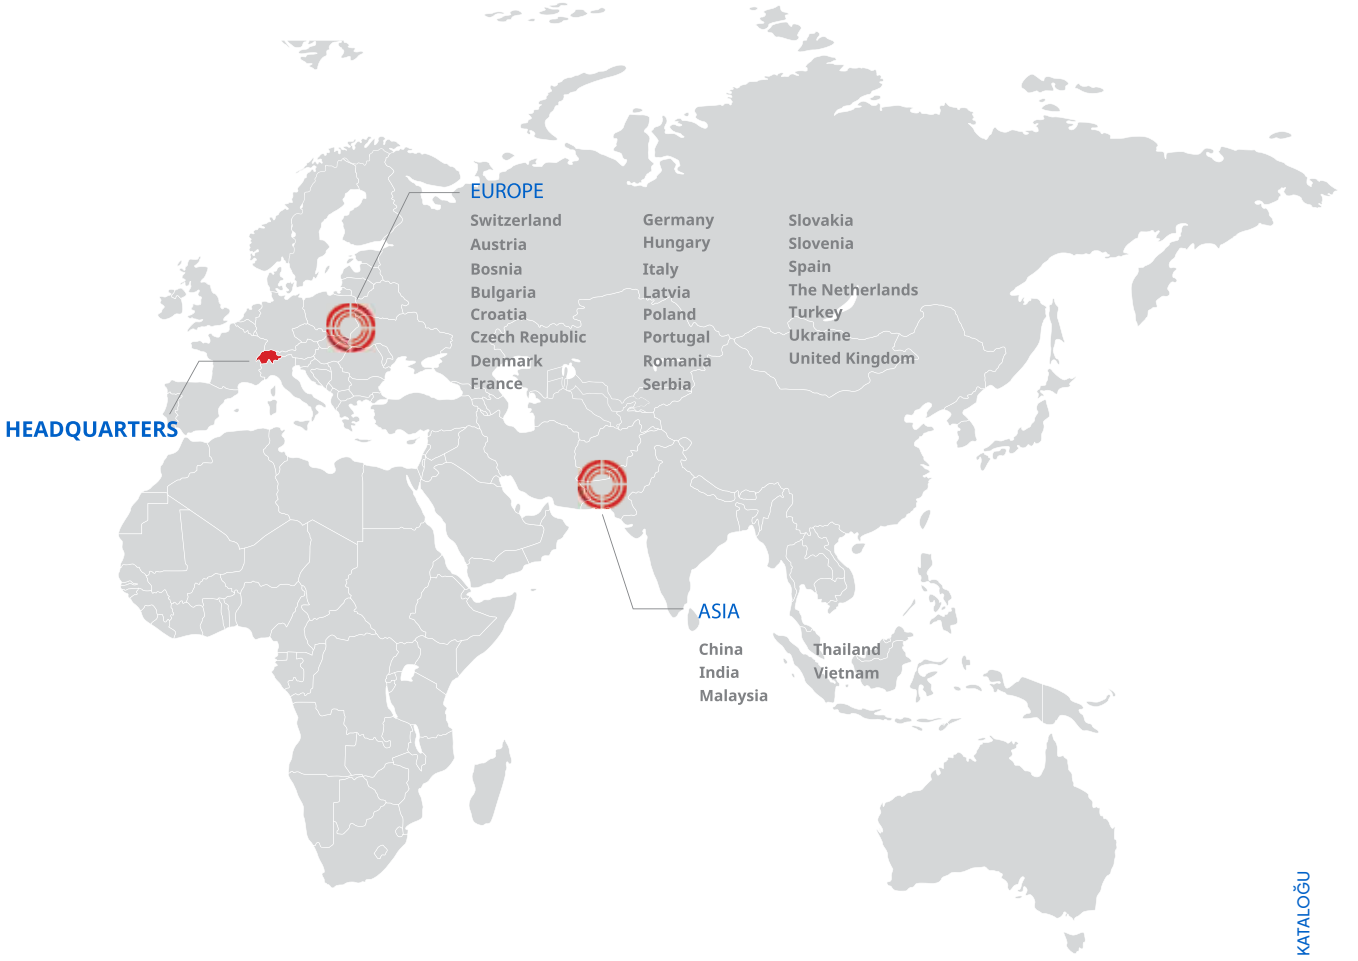 EUROPE
Switzerland
Austria
Bosnia
Bulgaria
Croatia
Czech Republic
Denmark
France
Germany
Hungary
Italy
Latvia
Poland
Portugal
Romania
Serbia
Slovakia
Slovenia
Spain
The Netherlands
Turkey
Ukraine
United Kingdom
HEADQUARTERS
ASIA
China
India
Malaysia
Thailand
Vietnam
KATALOĞU